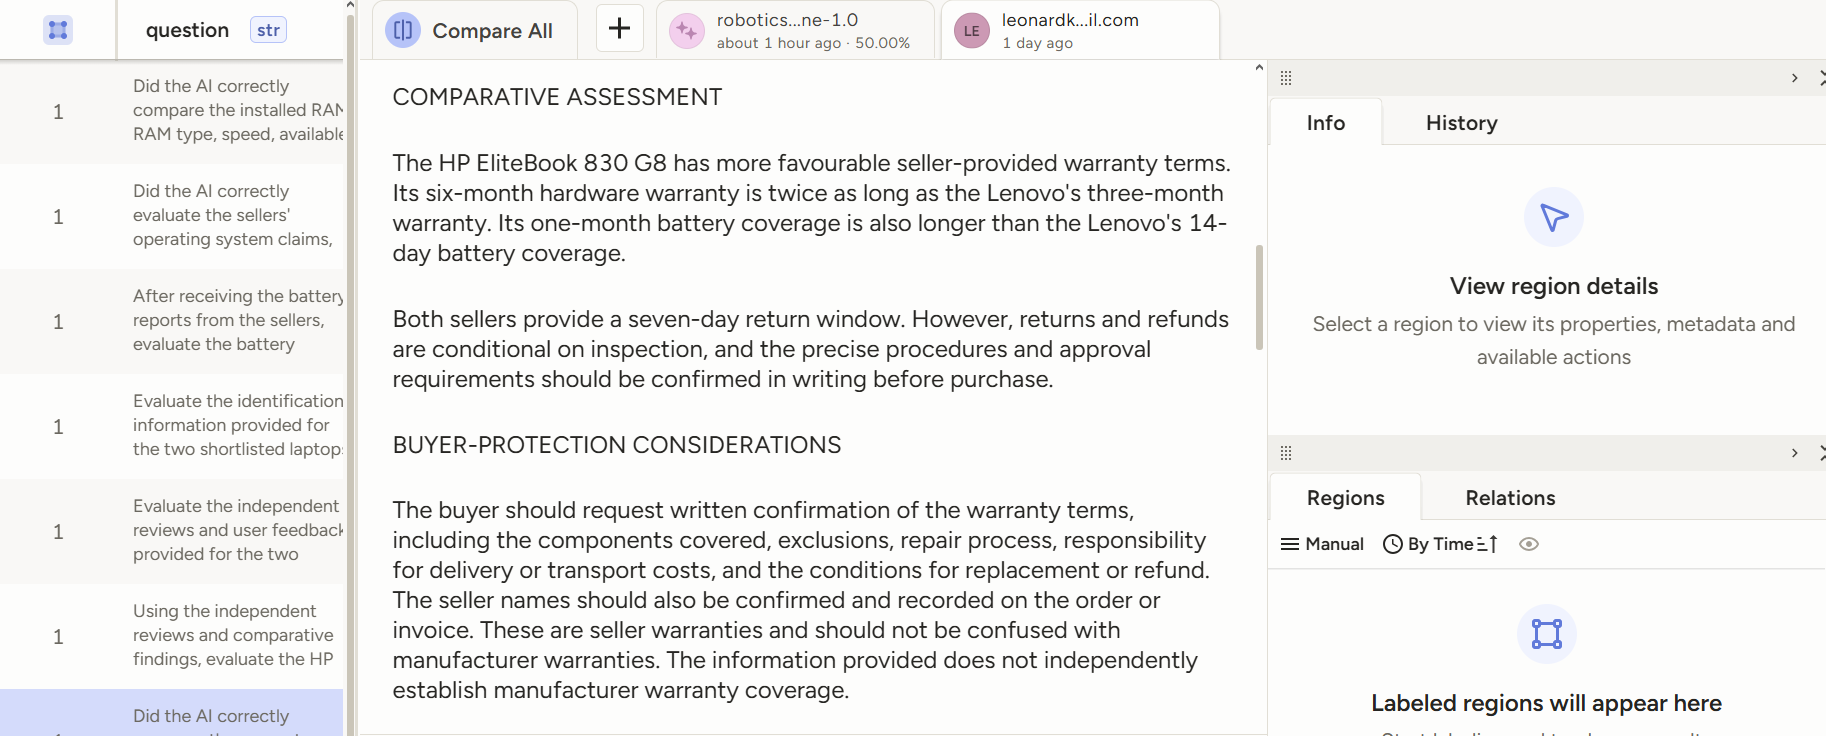 question str
Compare All
robotics...ne-1.0
about 1 hour ago · 50.00%
LE
leonardk...il.com
1 day ago
1
Did the AI correctly
compare the installed RAM
RAM type, speed, available
1
Did the AI correctly
evaluate the sellers'
operating system claims,
1
After receiving the battery
reports from the sellers,
evaluate the battery
1
Evaluate the identification
information provided for
the two shortlisted laptops
1
Evaluate the independent
reviews and user feedback
provided for the two
1
Using the independent
reviews and comparative
findings, evaluate the HP
Did the AI correctly
COMPARATIVE ASSESSMENT
The HP EliteBook 830 G8 has more favourable seller-provided warranty terms.
Its six-month hardware warranty is twice as long as the Lenovo's three-month
warranty. Its one-month battery coverage is also longer than the Lenovo's 14-
day battery coverage.
Both sellers provide a seven-day return window. However, returns and refunds
are conditional on inspection, and the precise procedures and approval
requirements should be confirmed in writing before purchase.
BUYER-PROTECTION CONSIDERATIONS
The buyer should request written confirmation of the warranty terms,
including the components covered, exclusions, repair process, responsibility
for delivery or transport costs, and the conditions for replacement or refund.
The seller names should also be confirmed and recorded on the order or
invoice. These are seller warranties and should not be confused with
manufacturer warranties. The information provided does not independently
establish manufacturer warranty coverage.
Info
History
View region details
Select a region to view its properties, metadata and
available actions
Regions
Relations
Manual
By Time
Labeled regions will appear here